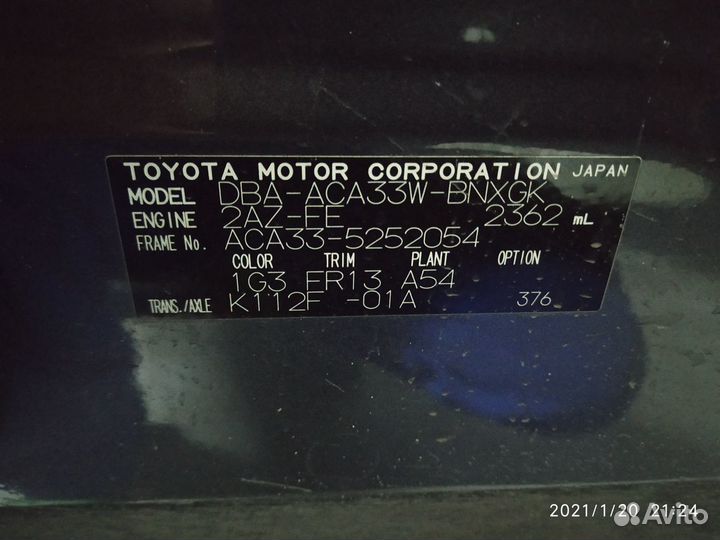 TOYOTA MOTOR CORPORATION JAPAN
MODEL DBA-ACA33W-BNXGK
ENGINE 2AZ-FE 2362 mL
FRAME No. ACA33-5252054
COLOR TRIM PLANT OPTION
1G3 FR13 A54
TRANS./AXLE K112F -01A 376
2021/1/20 21:24
Avito